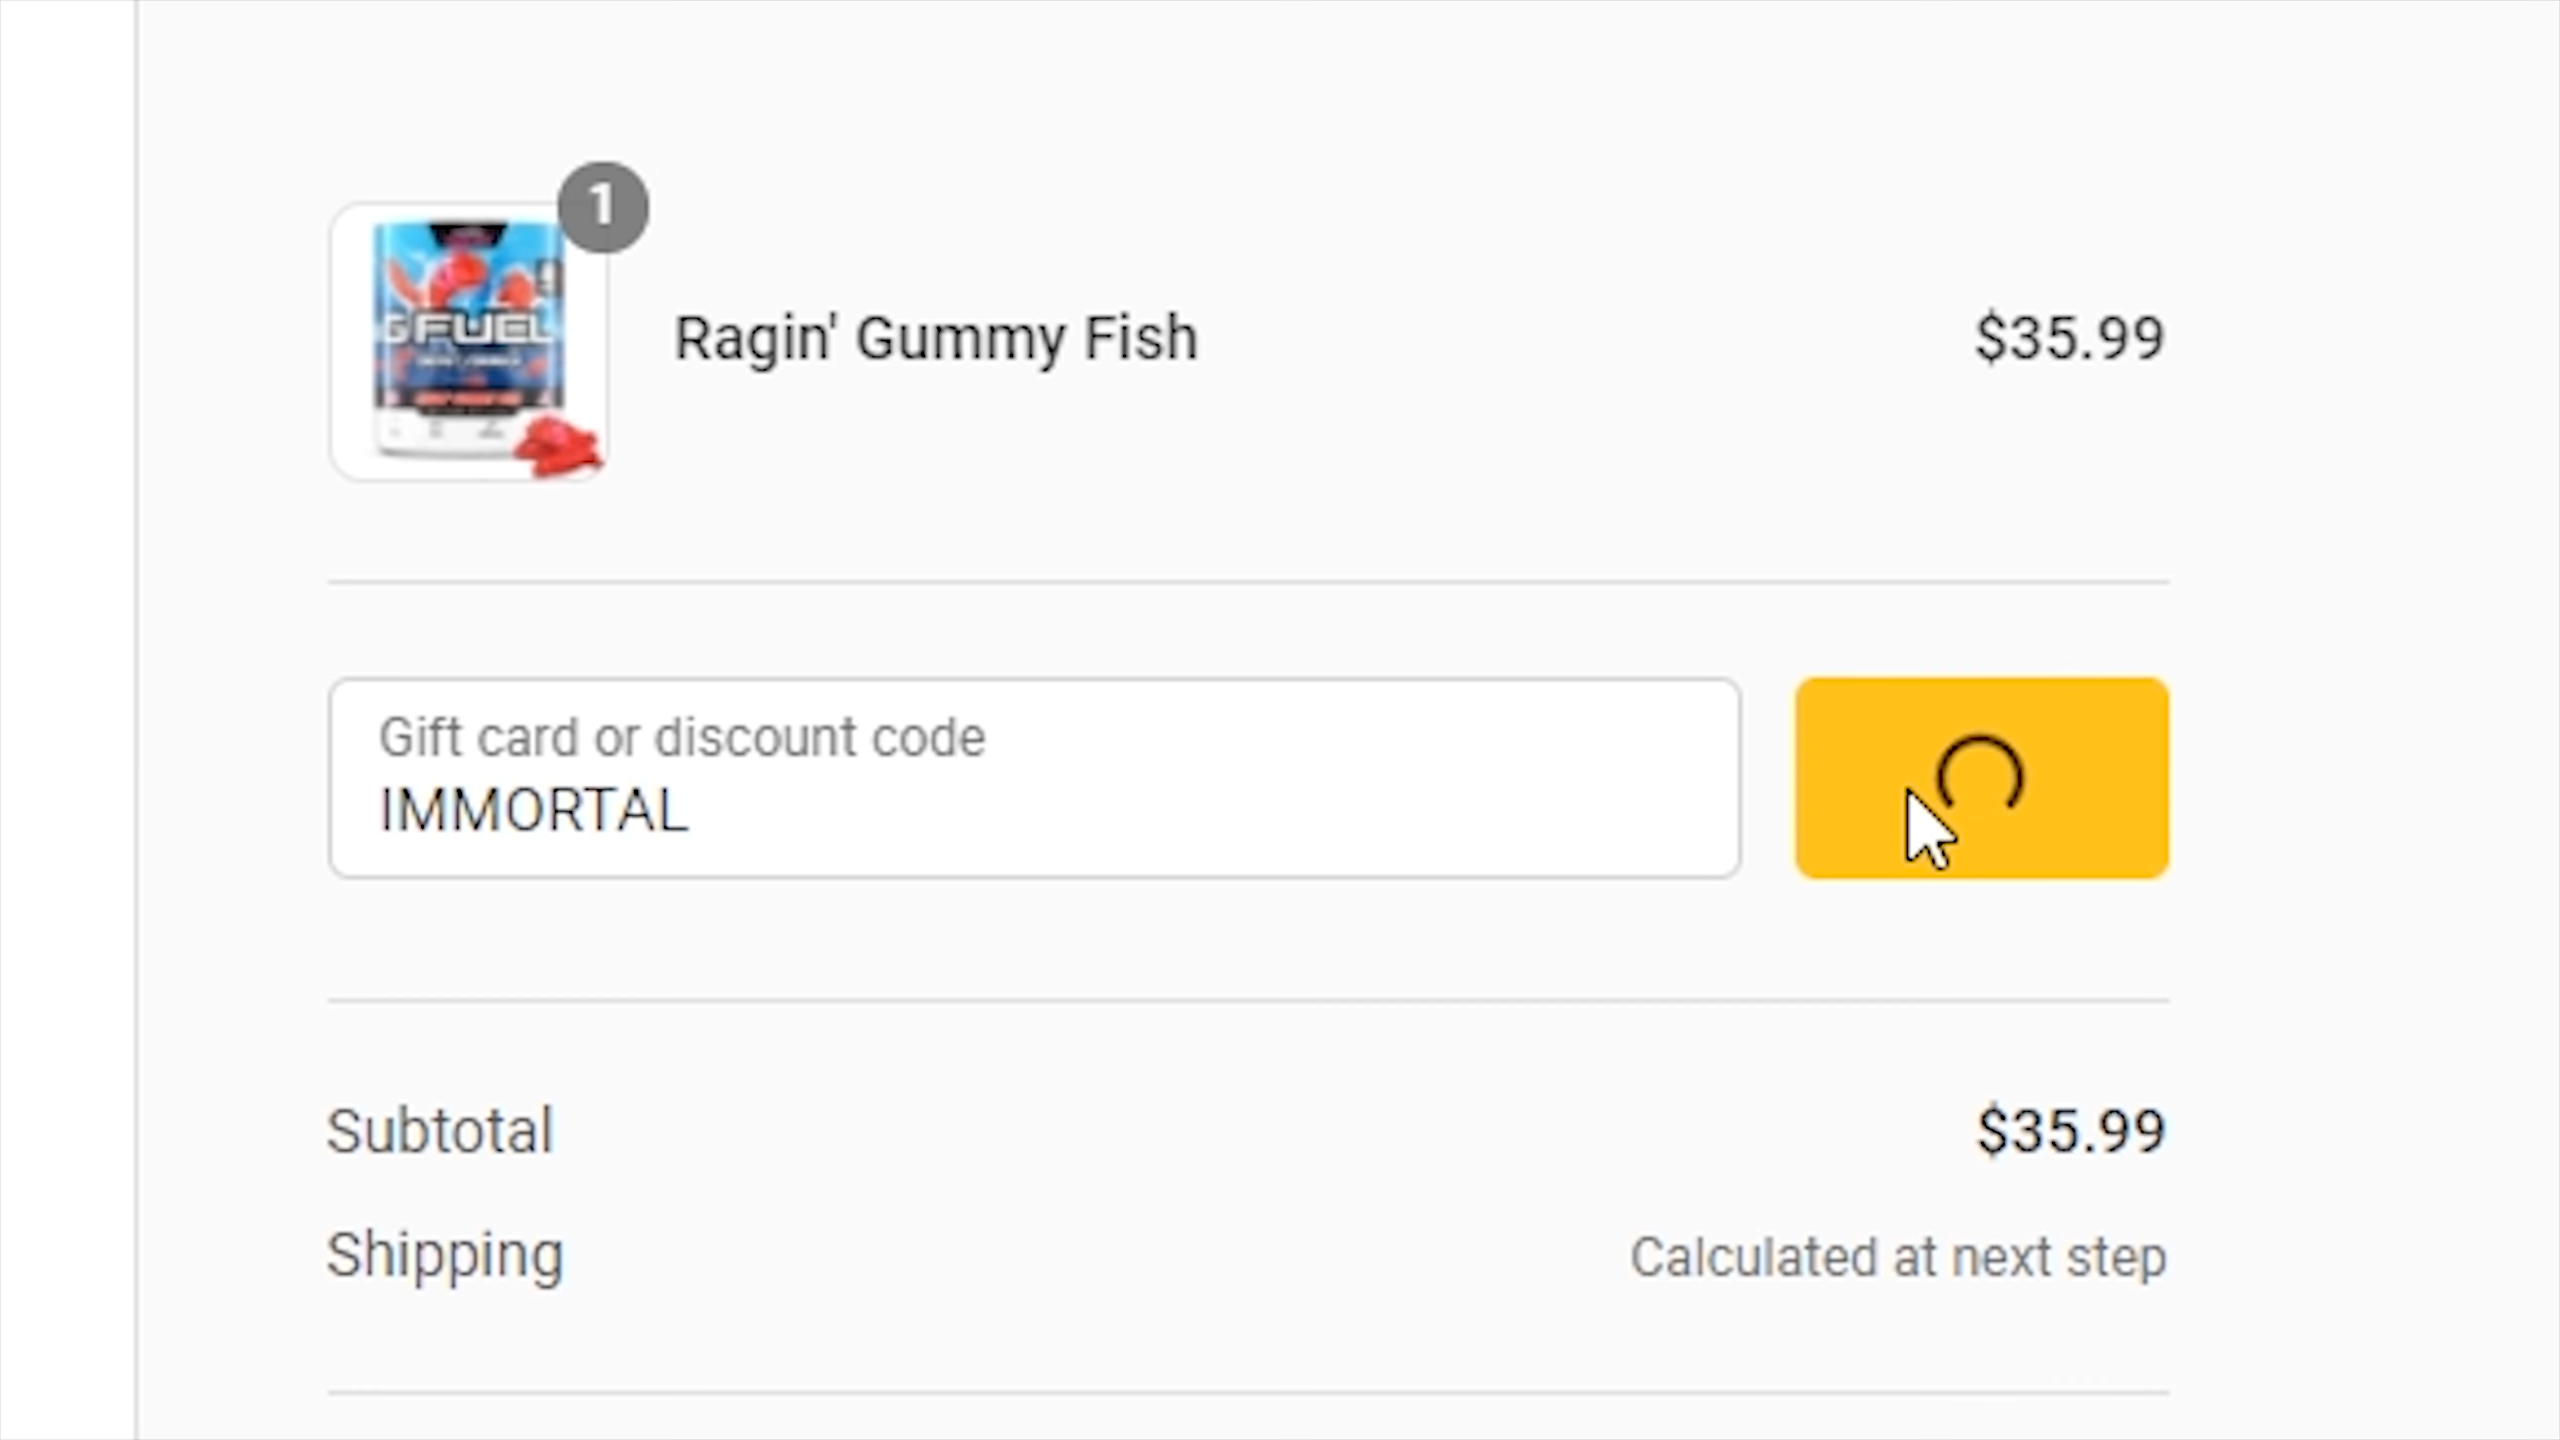 1
G FUEL
Ragin' Gummy Fish
$35.99
Gift card or discount code
IMMORTAL
Subtotal
$35.99
Shipping
Calculated at next step